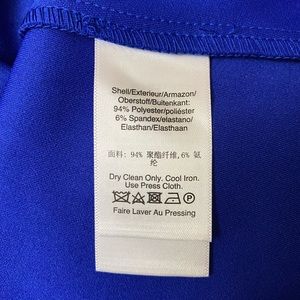 Shell/Exterieur/Armazon/
Oberstoff/Buitenkant:
94% Polyester/poliéster
6% Spandex/elastano/
Elasthan/Elasthaan
面料: 94% 聚酯纤维,6% 氨
纶
Dry Clean Only. Cool Iron.
Use Press Cloth.
Faire Laver Au Pressing